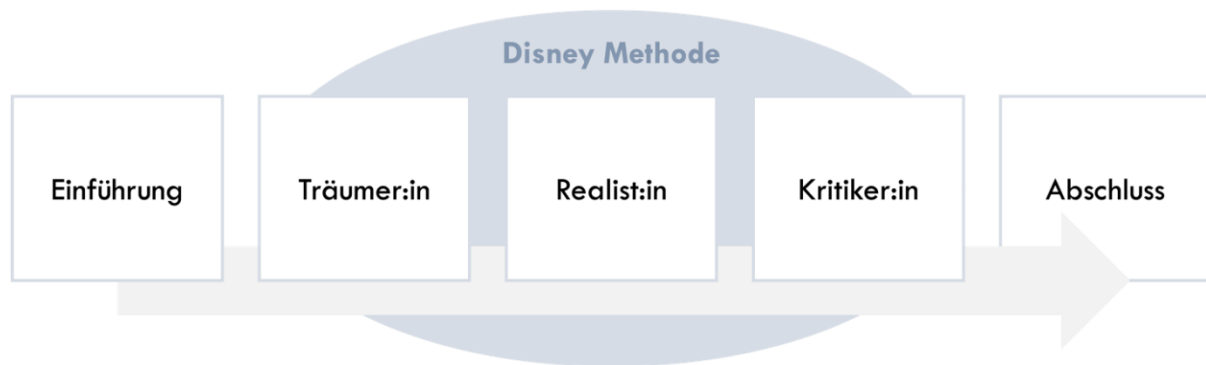 Disney Methode
Einführung
Träumer:in
Realist:in
Kritiker:in
Abschluss